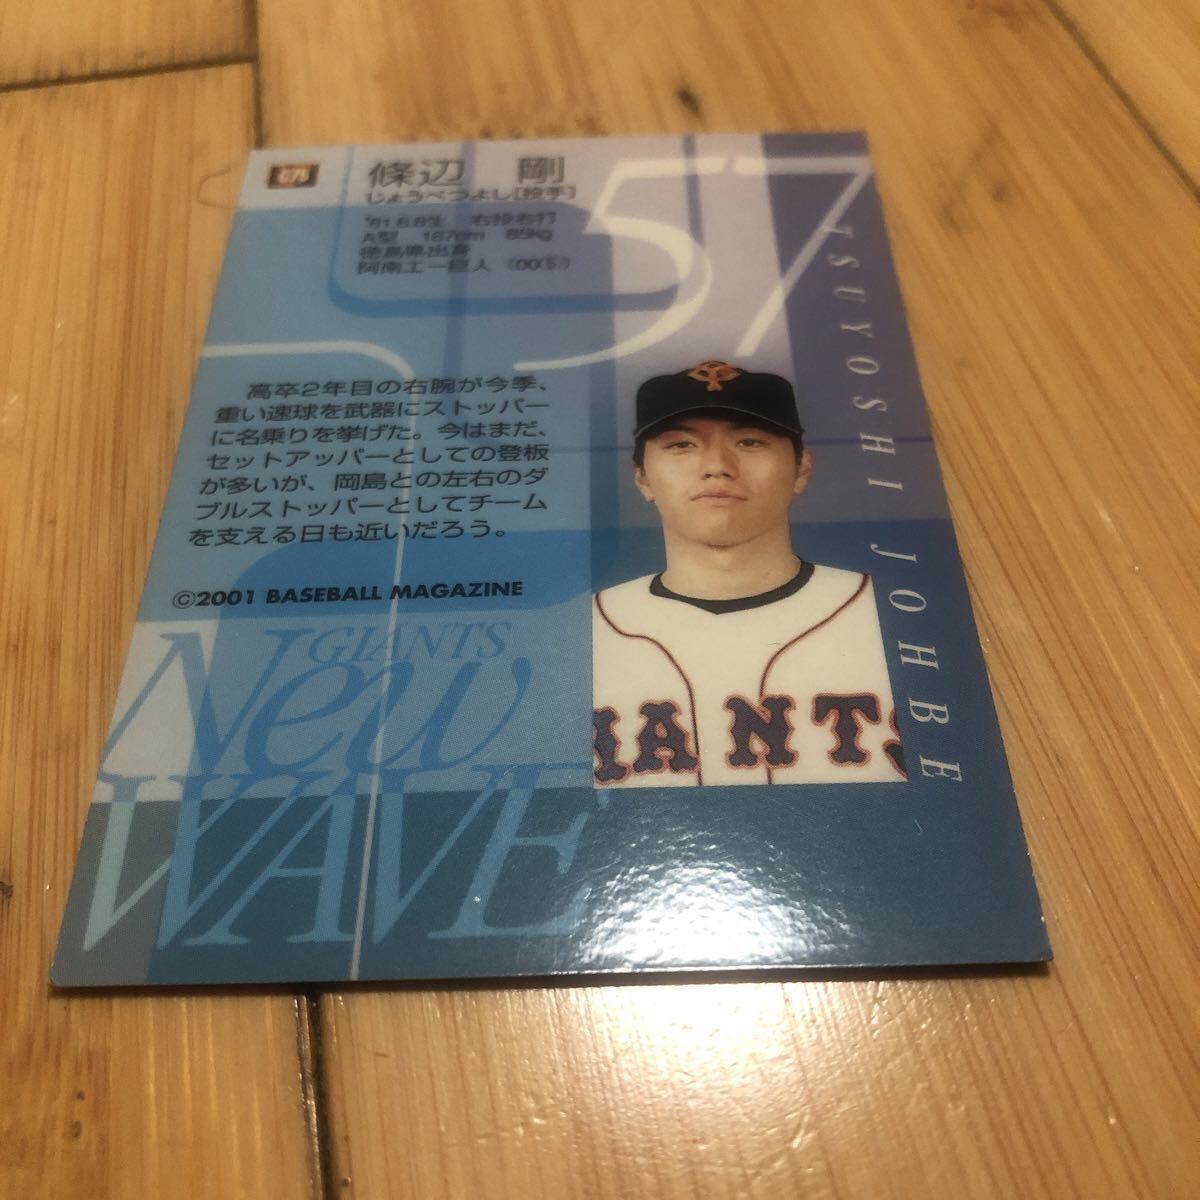 G75
條辺 剛
じょうべつよし[投手]
'81.6.8生 右投右打
A型 187cm 85kg
徳島県出身
阿南工ー巨人 (00⑤)
57
TSUYOSHI JOHBE
高卒2年目の右腕が今季、
重い速球を武器にストッパー
に名乗りを挙げた。今はまだ、
セットアッパーとしての登板
が多いが、岡島との左右のダ
ブルストッパーとしてチーム
を支える日も近いだろう。
©2001 BASEBALL MAGAZINE
GIANTS
New
WAVE
GIANTS